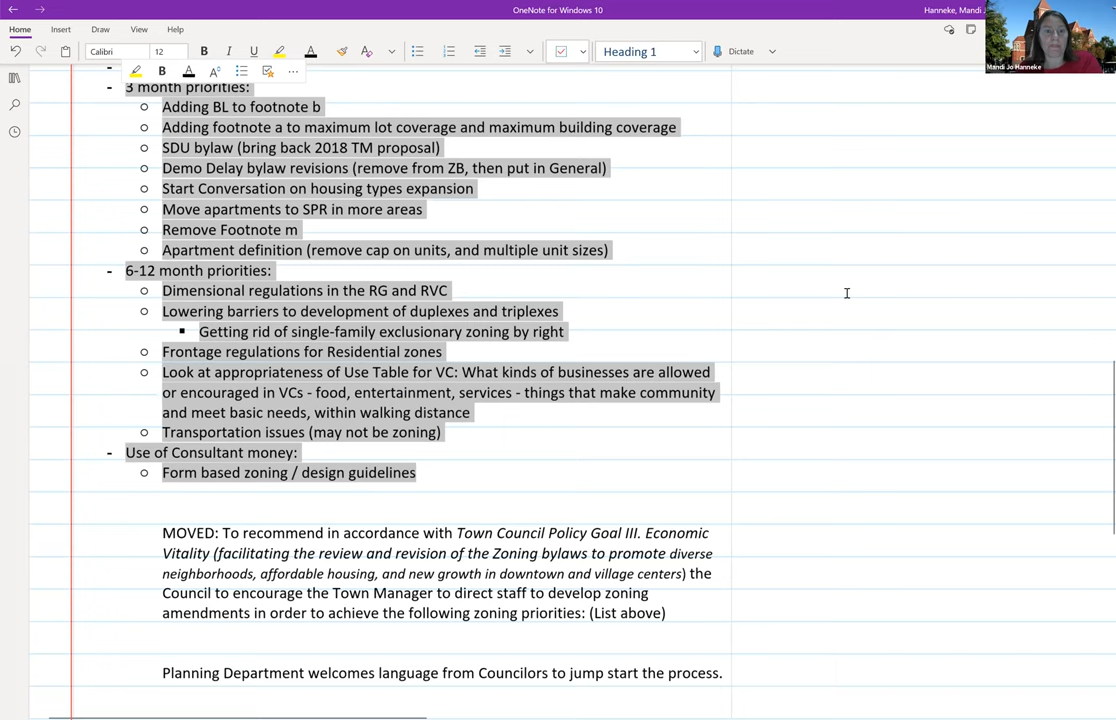 OneNote for Windows 10
Hanneke, Mandi J
Home Insert Draw View Help
Calibri 12 B I U A Heading 1 Dictate
B A
Mandi Jo Hanneke
- 3 month priorities:
o Adding BL to footnote b
o Adding footnote a to maximum lot coverage and maximum building coverage
o SDU bylaw (bring back 2018 TM proposal)
o Demo Delay bylaw revisions (remove from ZB, then put in General)
o Start Conversation on housing types expansion
o Move apartments to SPR in more areas
o Remove Footnote m
o Apartment definition (remove cap on units, and multiple unit sizes)
- 6-12 month priorities:
o Dimensional regulations in the RG and RVC
o Lowering barriers to development of duplexes and triplexes
▪ Getting rid of single-family exclusionary zoning by right
o Frontage regulations for Residential zones
o Look at appropriateness of Use Table for VC: What kinds of businesses are allowed
or encouraged in VCs - food, entertainment, services - things that make community
and meet basic needs, within walking distance
o Transportation issues (may not be zoning)
- Use of Consultant money:
o Form based zoning / design guidelines
MOVED: To recommend in accordance with Town Council Policy Goal III. Economic
Vitality (facilitating the review and revision of the Zoning bylaws to promote diverse
neighborhoods, affordable housing, and new growth in downtown and village centers) the
Council to encourage the Town Manager to direct staff to develop zoning
amendments in order to achieve the following zoning priorities: (List above)
Planning Department welcomes language from Councilors to jump start the process.